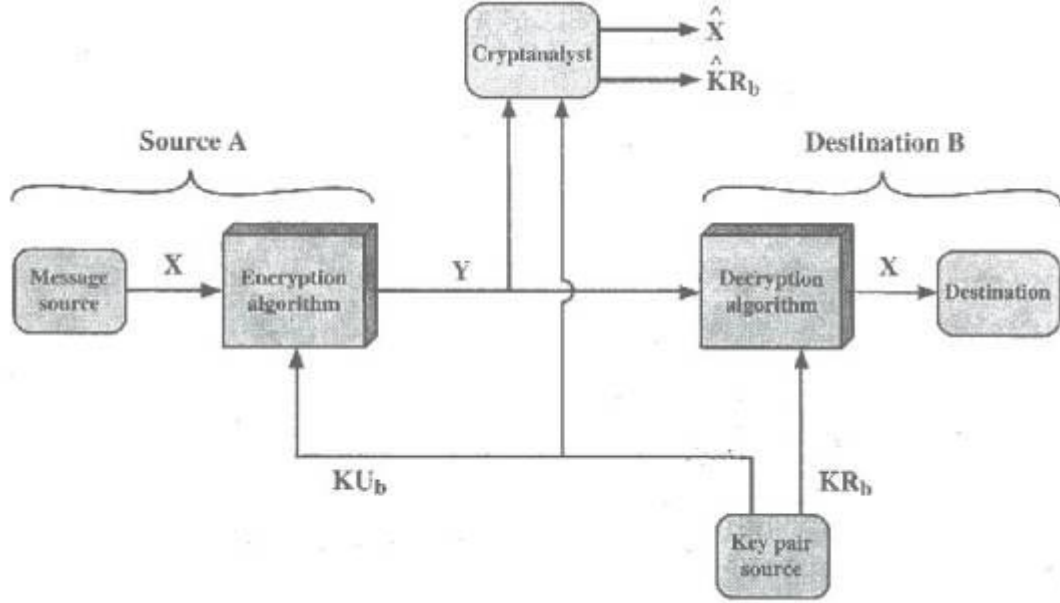 Cryptanalyst
X̂
K̂R_b
Source A
Destination B
Message
source
X
Encryption
algorithm
Y
Decryption
algorithm
X
Destination
KU_b
KR_b
Key pair
source